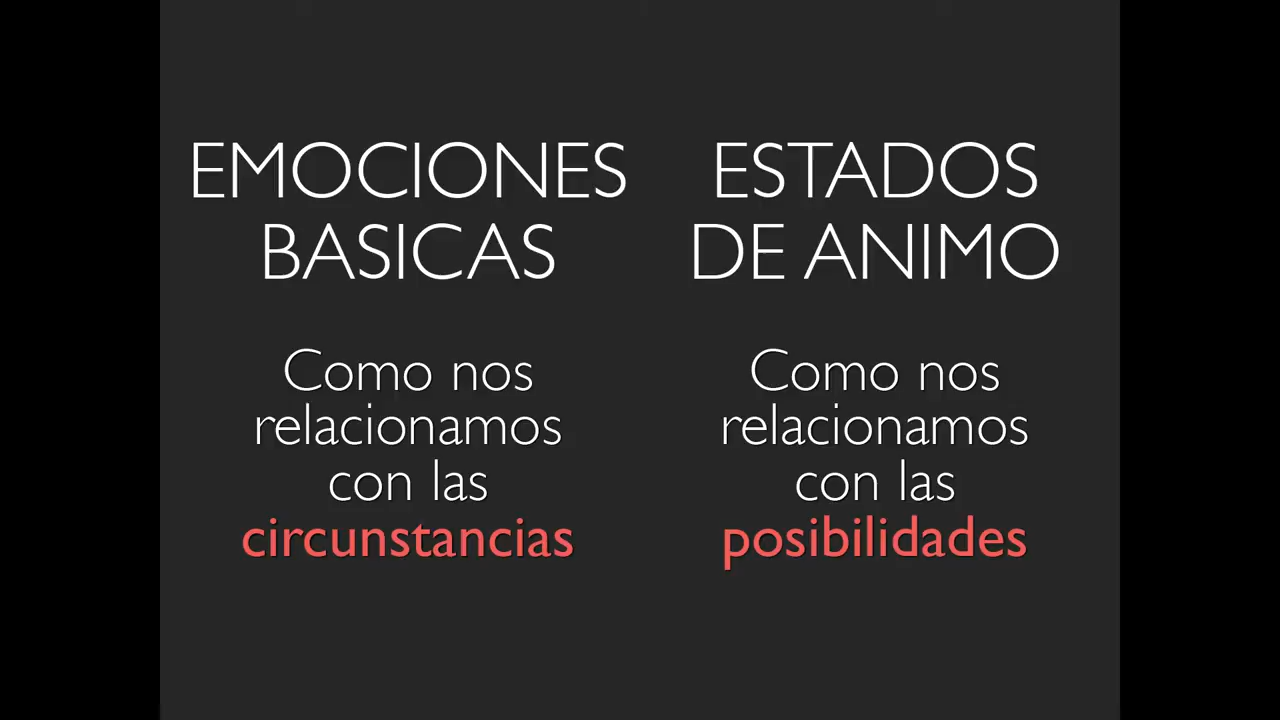 EMOCIONES
BASICAS
Como nos
relacionamos
con las
circunstancias
ESTADOS
DE ANIMO
Como nos
relacionamos
con las
posibilidades